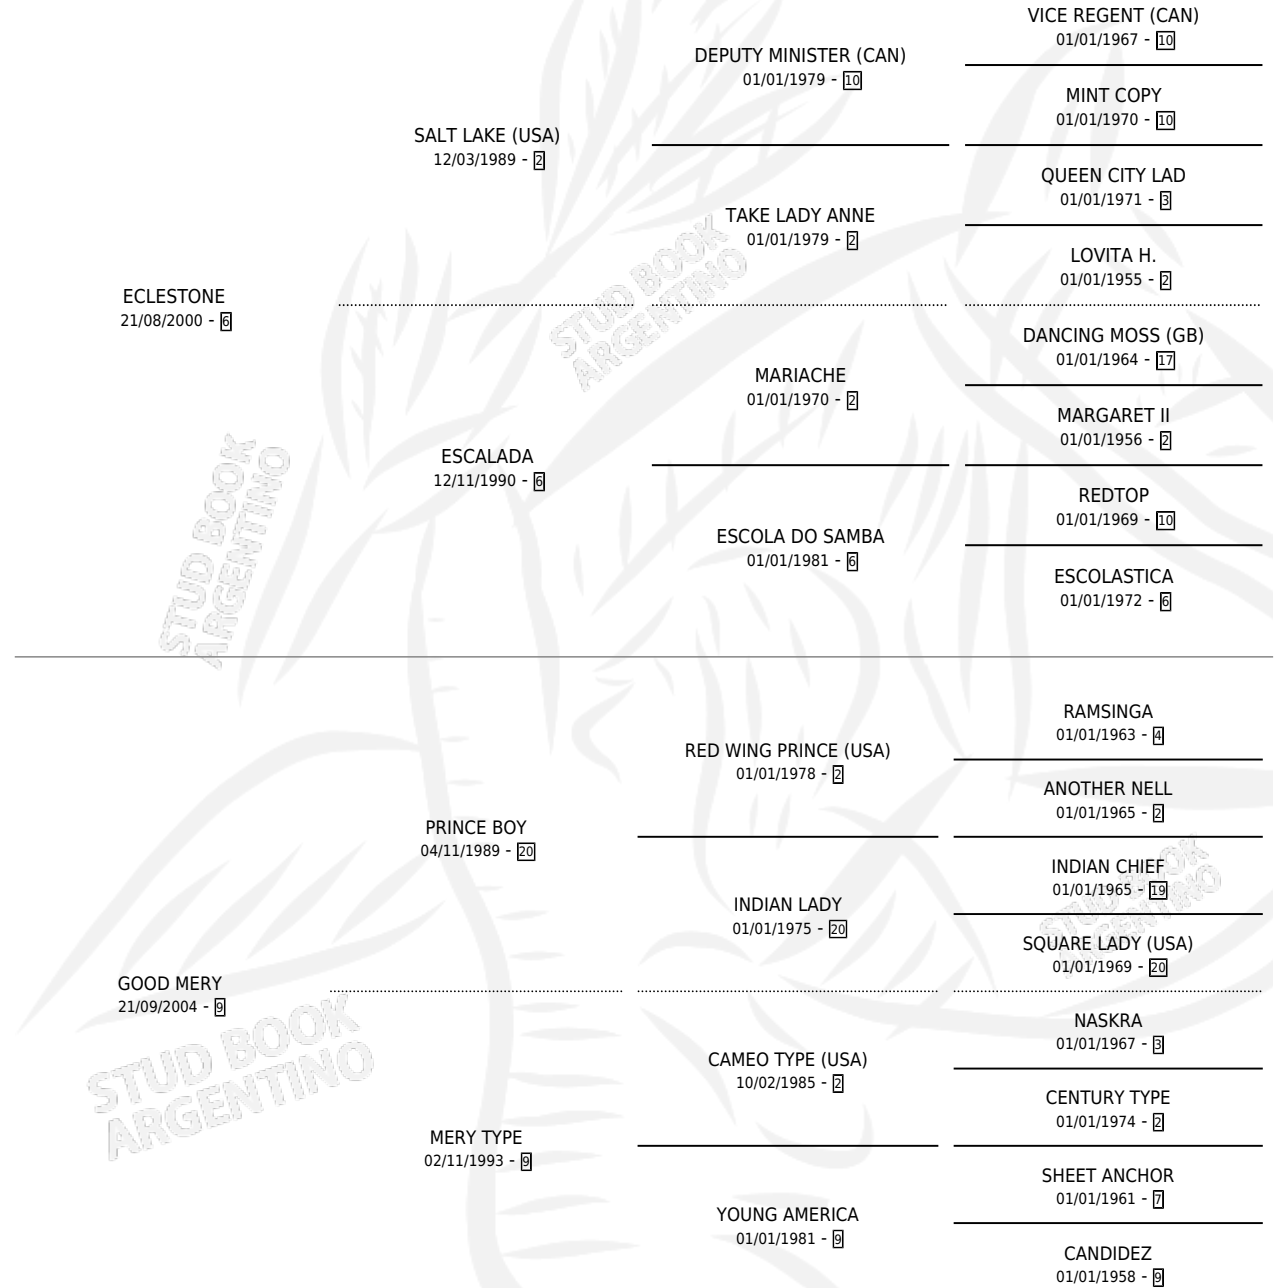 VICE REGENT (CAN)
01/01/1967 - 10
DEPUTY MINISTER (CAN)
01/01/1979 - 10
MINT COPY
01/01/1970 - 10
SALT LAKE (USA)
12/03/1989 - 2
QUEEN CITY LAD
01/01/1971 - 3
TAKE LADY ANNE
01/01/1979 - 2
LOVITA H.
01/01/1955 - 2
ECLESTONE
21/08/2000 - 6
STUD BOOK
ARGENTINO
DANCING MOSS (GB)
01/01/1964 - 17
MARIACHE
01/01/1970 - 2
MARGARET II
01/01/1956 - 2
ESCALADA
12/11/1990 - 6
REDTOP
01/01/1969 - 10
ESCOLA DO SAMBA
01/01/1981 - 6
ESCOLASTICA
01/01/1972 - 6
STUD BOOK
ARGENTINO
RAMSINGA
01/01/1963 - 4
RED WING PRINCE (USA)
01/01/1978 - 2
ANOTHER NELL
01/01/1965 - 2
PRINCE BOY
04/11/1989 - 20
INDIAN CHIEF
01/01/1965 - 19
INDIAN LADY
01/01/1975 - 20
SQUARE LADY (USA)
01/01/1969 - 20
STUD BOOK
ARGENTINO
GOOD MERY
21/09/2004 - 9
NASKRA
01/01/1967 - 3
CAMEO TYPE (USA)
10/02/1985 - 2
CENTURY TYPE
01/01/1974 - 2
STUD BOOK
ARGENTINO
MERY TYPE
02/11/1993 - 9
SHEET ANCHOR
01/01/1961 - 7
YOUNG AMERICA
01/01/1981 - 9
CANDIDEZ
01/01/1958 - 9